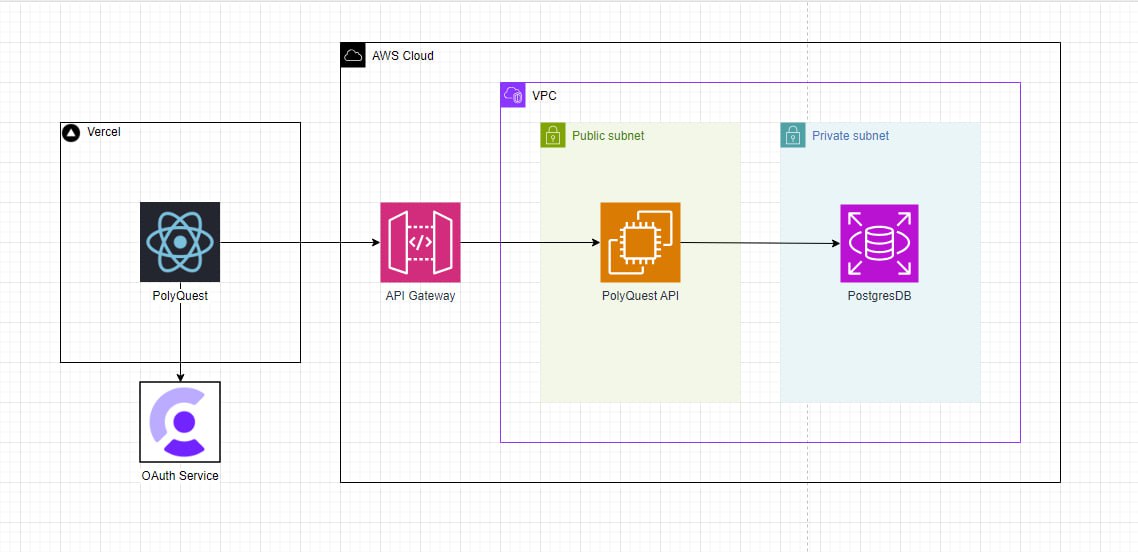 AWS Cloud
VPC
Vercel
Public subnet
Private subnet
</>
PolyQuest
API Gateway
PolyQuest API
PostgresDB
OAuth Service